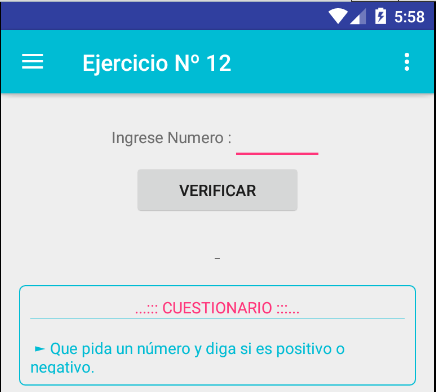 5:58
Ejercicio Nº 12
Ingrese Numero :
VERIFICAR
-
...::: CUESTIONARIO :::...
► Que pida un número y diga si es positivo o
negativo.